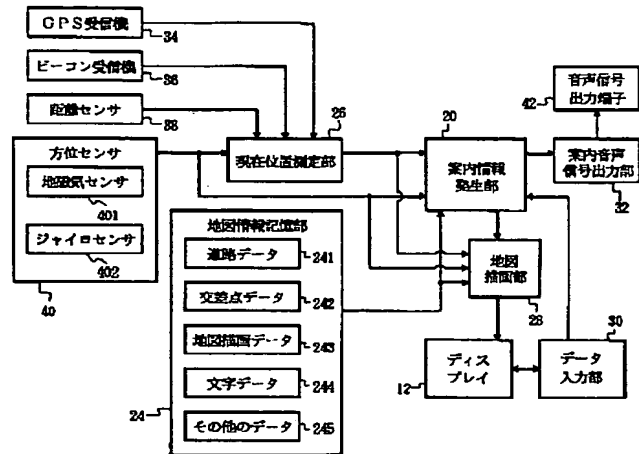 GPS受信機
34
ビーコン受信機
36
距離センサ
38
方位センサ
地磁気センサ
401
ジャイロセンサ
402
40
26
現在位置測定部
20
案内情報
発生部
42
音声信号
出力端子
案内音声
信号出力部
32
地図情報記憶部
道路データ
241
交差点データ
242
地図描画データ
243
文字データ
244
その他のデータ
245
24
地図
描画部
28
ディス
プレイ
12
30
データ
入力部